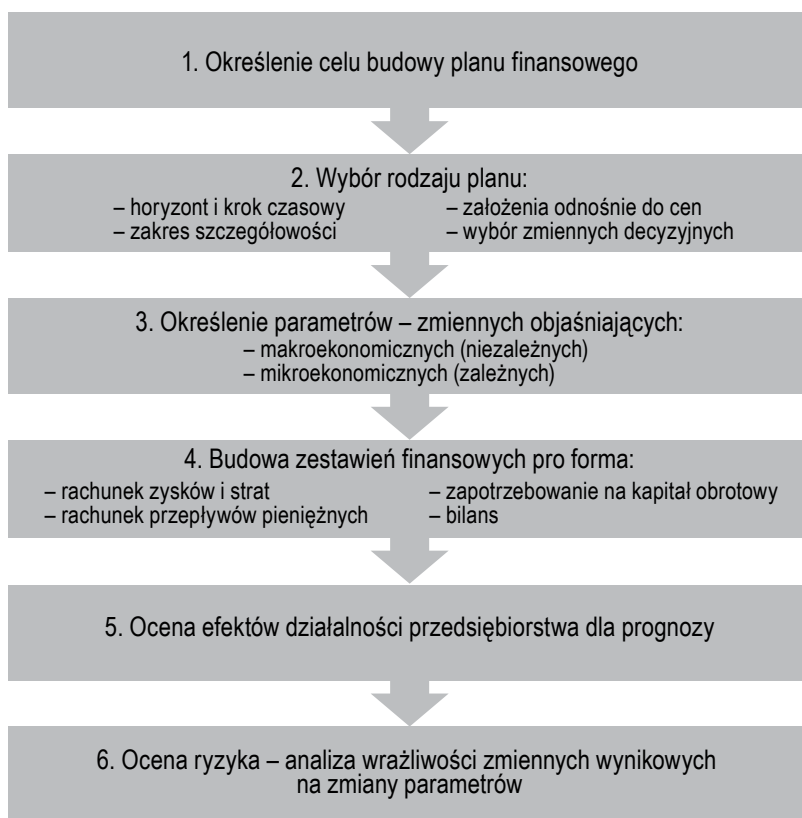 1. Określenie celu budowy planu finansowego
2. Wybór rodzaju planu:
– horyzont i krok czasowy
– zakres szczegółowości
– założenia odnośnie do cen
– wybór zmiennych decyzyjnych
3. Określenie parametrów – zmiennych objaśniających:
– makroekonomicznych (niezależnych)
– mikroekonomicznych (zależnych)
4. Budowa zestawień finansowych pro forma:
– rachunek zysków i strat
– rachunek przepływów pieniężnych
– zapotrzebowanie na kapitał obrotowy
– bilans
5. Ocena efektów działalności przedsiębiorstwa dla prognozy
6. Ocena ryzyka – analiza wrażliwości zmiennych wynikowych
na zmiany parametrów